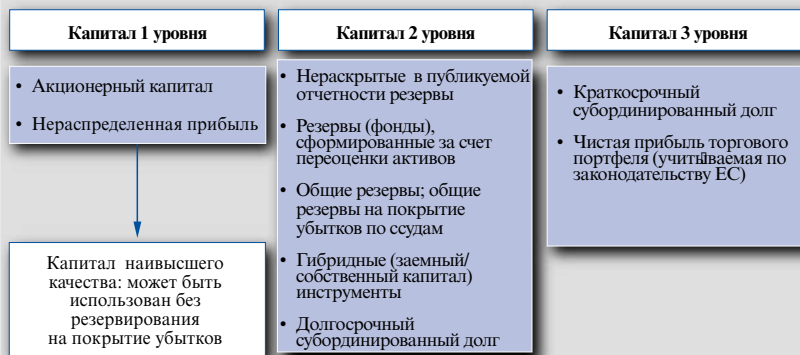 Капитал 1 уровня
• Акционерный капитал
• Нераспределенная прибыль
Капитал наивысшего
качества: может быть
использован без
резервирования
на покрытие убытков
Капитал 2 уровня
• Нераскрытые в публикуемой
отчетности резервы
• Резервы (фонды),
сформированные за счет
переоценки активов
• Общие резервы; общие
резервы на покрытие
убытков по ссудам
• Гибридные (заемный/
собственный капитал)
инструменты
• Долгосрочный
субординированный долг
Капитал 3 уровня
• Краткосрочный
субординированный долг
• Чистая прибыль торгового
портфеля (учитываемая по
законодательству ЕС)